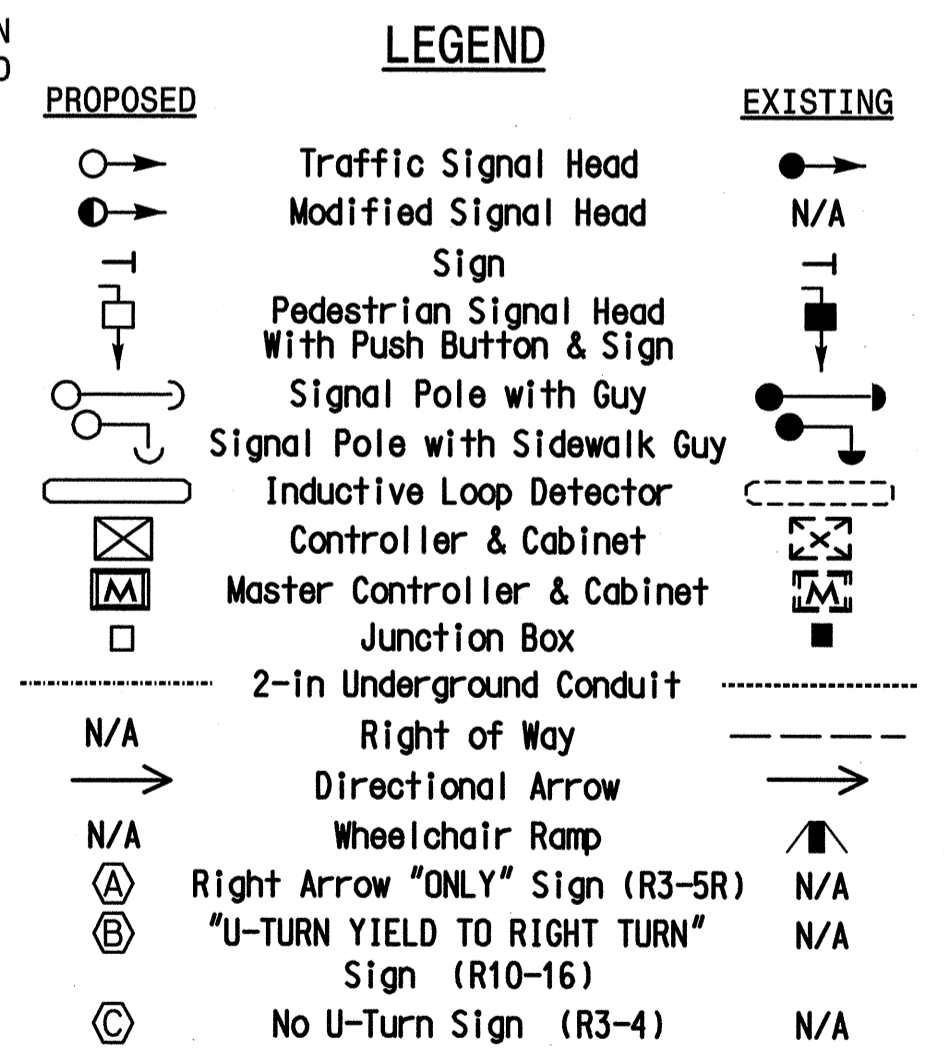 N
D
LEGEND
PROPOSED EXISTING
Traffic Signal Head
Modified Signal Head N/A
Sign
Pedestrian Signal Head
With Push Button & Sign
Signal Pole with Guy
Signal Pole with Sidewalk Guy
Inductive Loop Detector
Controller & Cabinet
M Master Controller & Cabinet M
Junction Box
2-in Underground Conduit
N/A Right of Way
Directional Arrow
N/A Wheelchair Ramp
A Right Arrow "ONLY" Sign (R3-5R) N/A
B "U-TURN YIELD TO RIGHT TURN" N/A
Sign (R10-16)
C No U-Turn Sign (R3-4) N/A